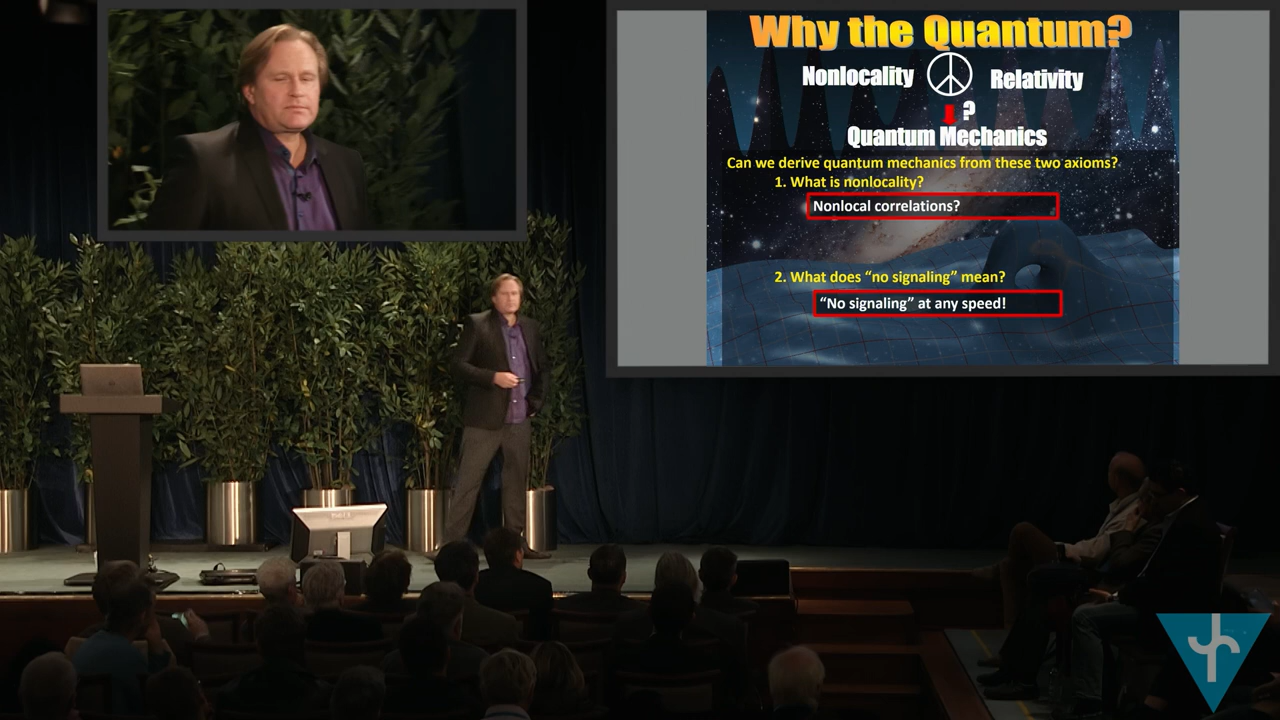 Why the Quantum?
Nonlocality Relativity
?
Quantum Mechanics
Can we derive quantum mechanics from these two axioms?
1. What is nonlocality?
Nonlocal correlations?
2. What does “no signaling” mean?
“No signaling” at any speed!